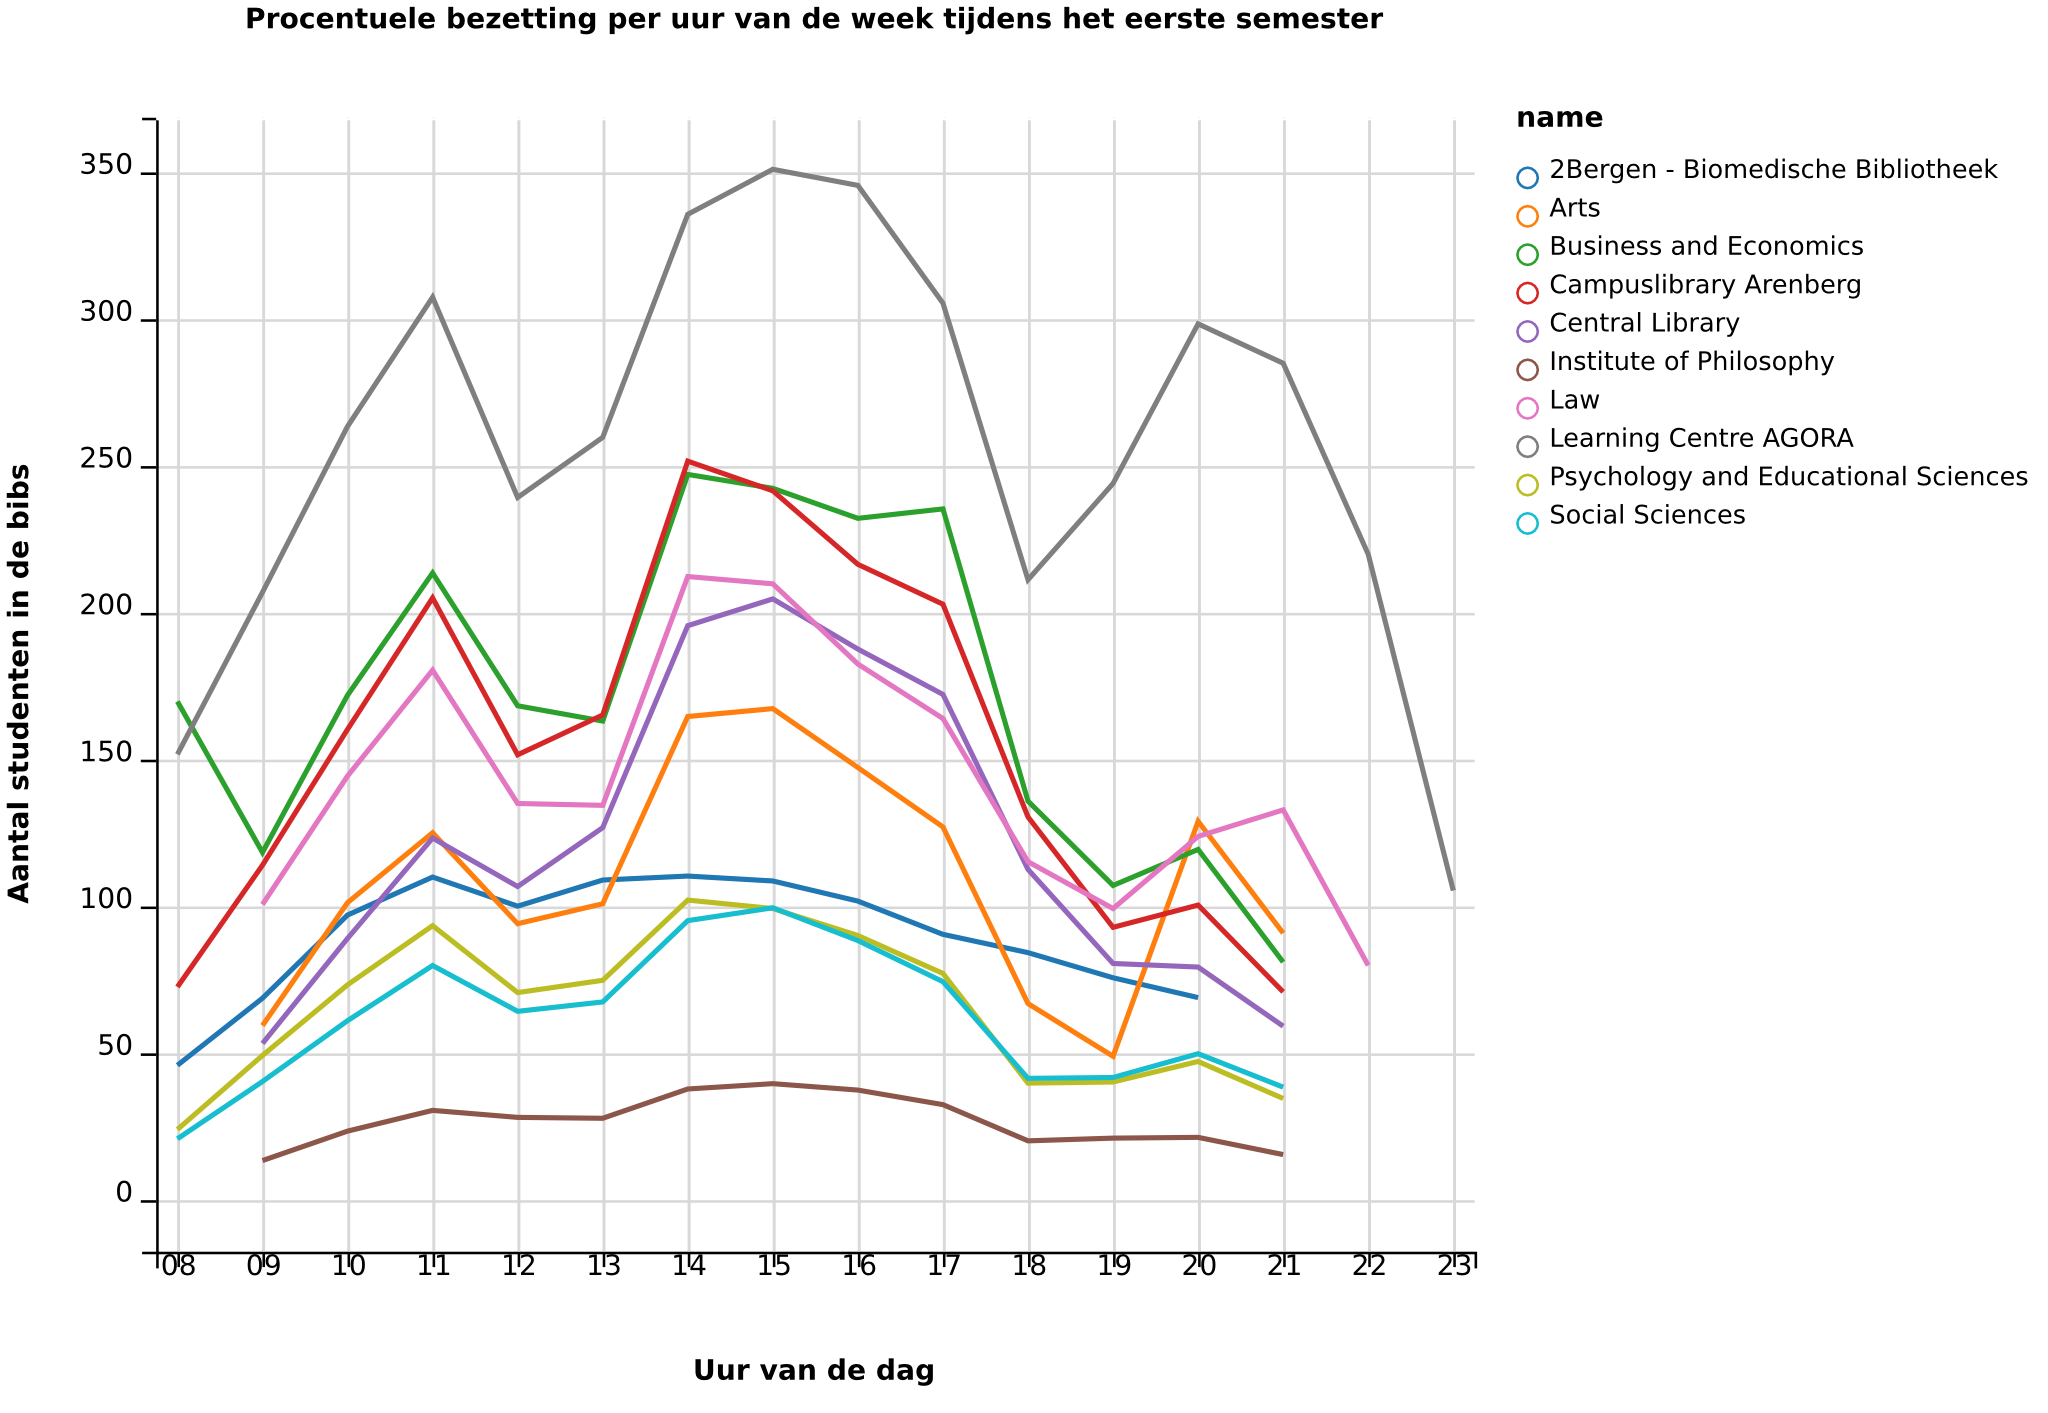 Procentuele bezetting per uur van de week tijdens het eerste semester
name
2Bergen - Biomedische Bibliotheek
Arts
Business and Economics
Campuslibrary Arenberg
Central Library
Institute of Philosophy
Law
Learning Centre AGORA
Psychology and Educational Sciences
Social Sciences
Aantal studenten in de bibs
350
300
250
200
150
100
50
0
08 09 10 11 12 13 14 15 16 17 18 19 20 21 22 23
Uur van de dag